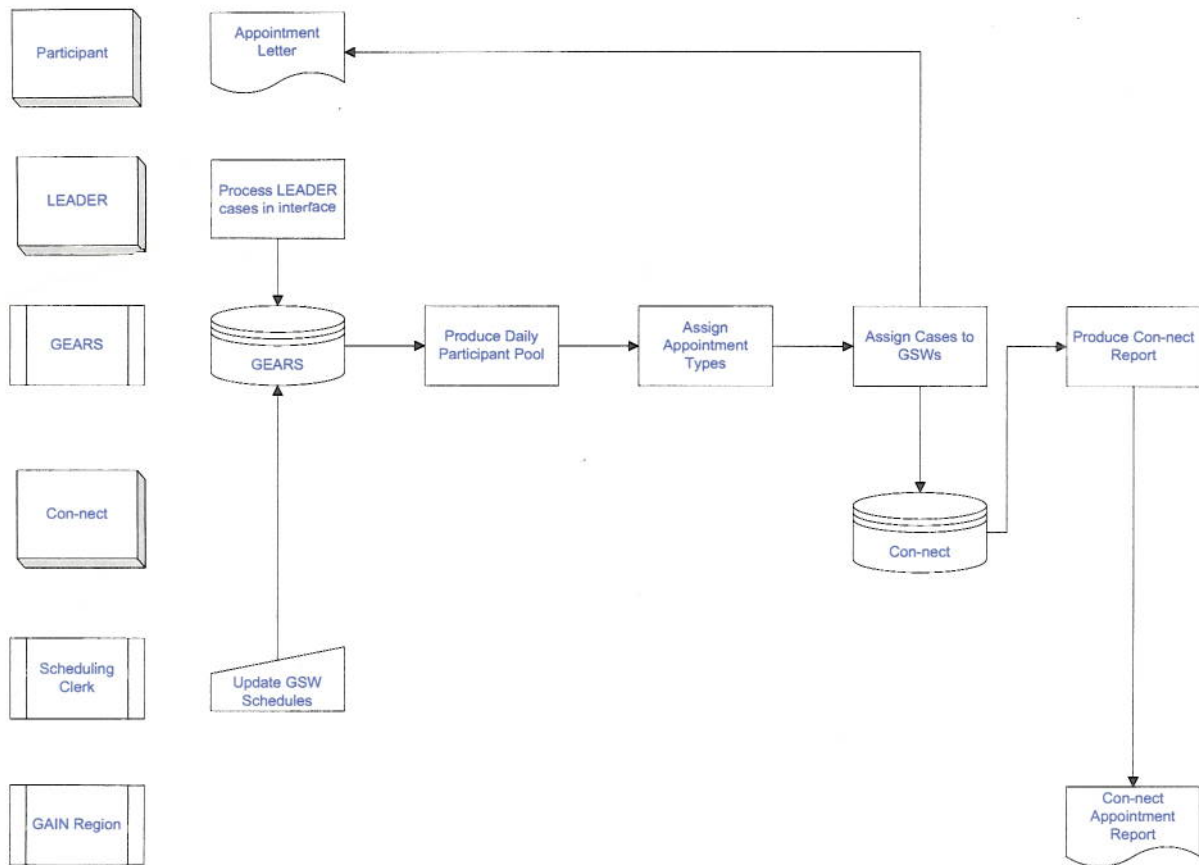 Participant
Appointment
Letter
LEADER
Process LEADER
cases in interface
GEARS
GEARS
Produce Daily
Participant Pool
Assign
Appointment
Types
Assign Cases to
GSWs
Produce Con-nect
Report
Con-nect
Con-nect
Scheduling
Clerk
Update GSW
Schedules
GAIN Region
Con-nect
Appointment
Report